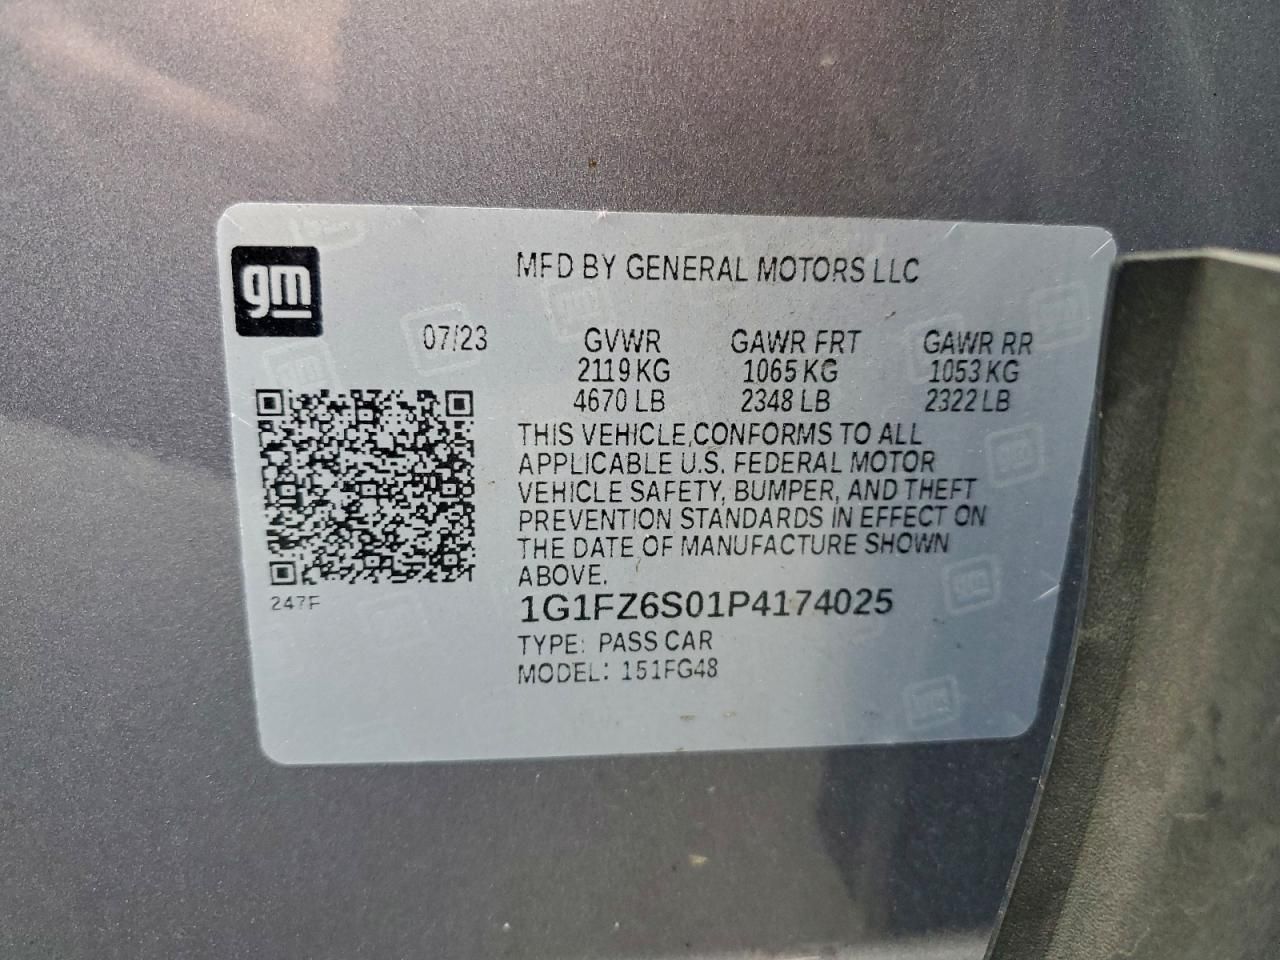 gm
MFD BY GENERAL MOTORS LLC
07/23 GVWR GAWR FRT GAWR RR
2119 KG 1065 KG 1053 KG
4670 LB 2348 LB 2322 LB
THIS VEHICLE CONFORMS TO ALL
APPLICABLE U.S. FEDERAL MOTOR
VEHICLE SAFETY, BUMPER, AND THEFT
PREVENTION STANDARDS IN EFFECT ON
THE DATE OF MANUFACTURE SHOWN
ABOVE.
247F
1G1FZ6S01P4174025
TYPE: PASS CAR
MODEL: 151FG48